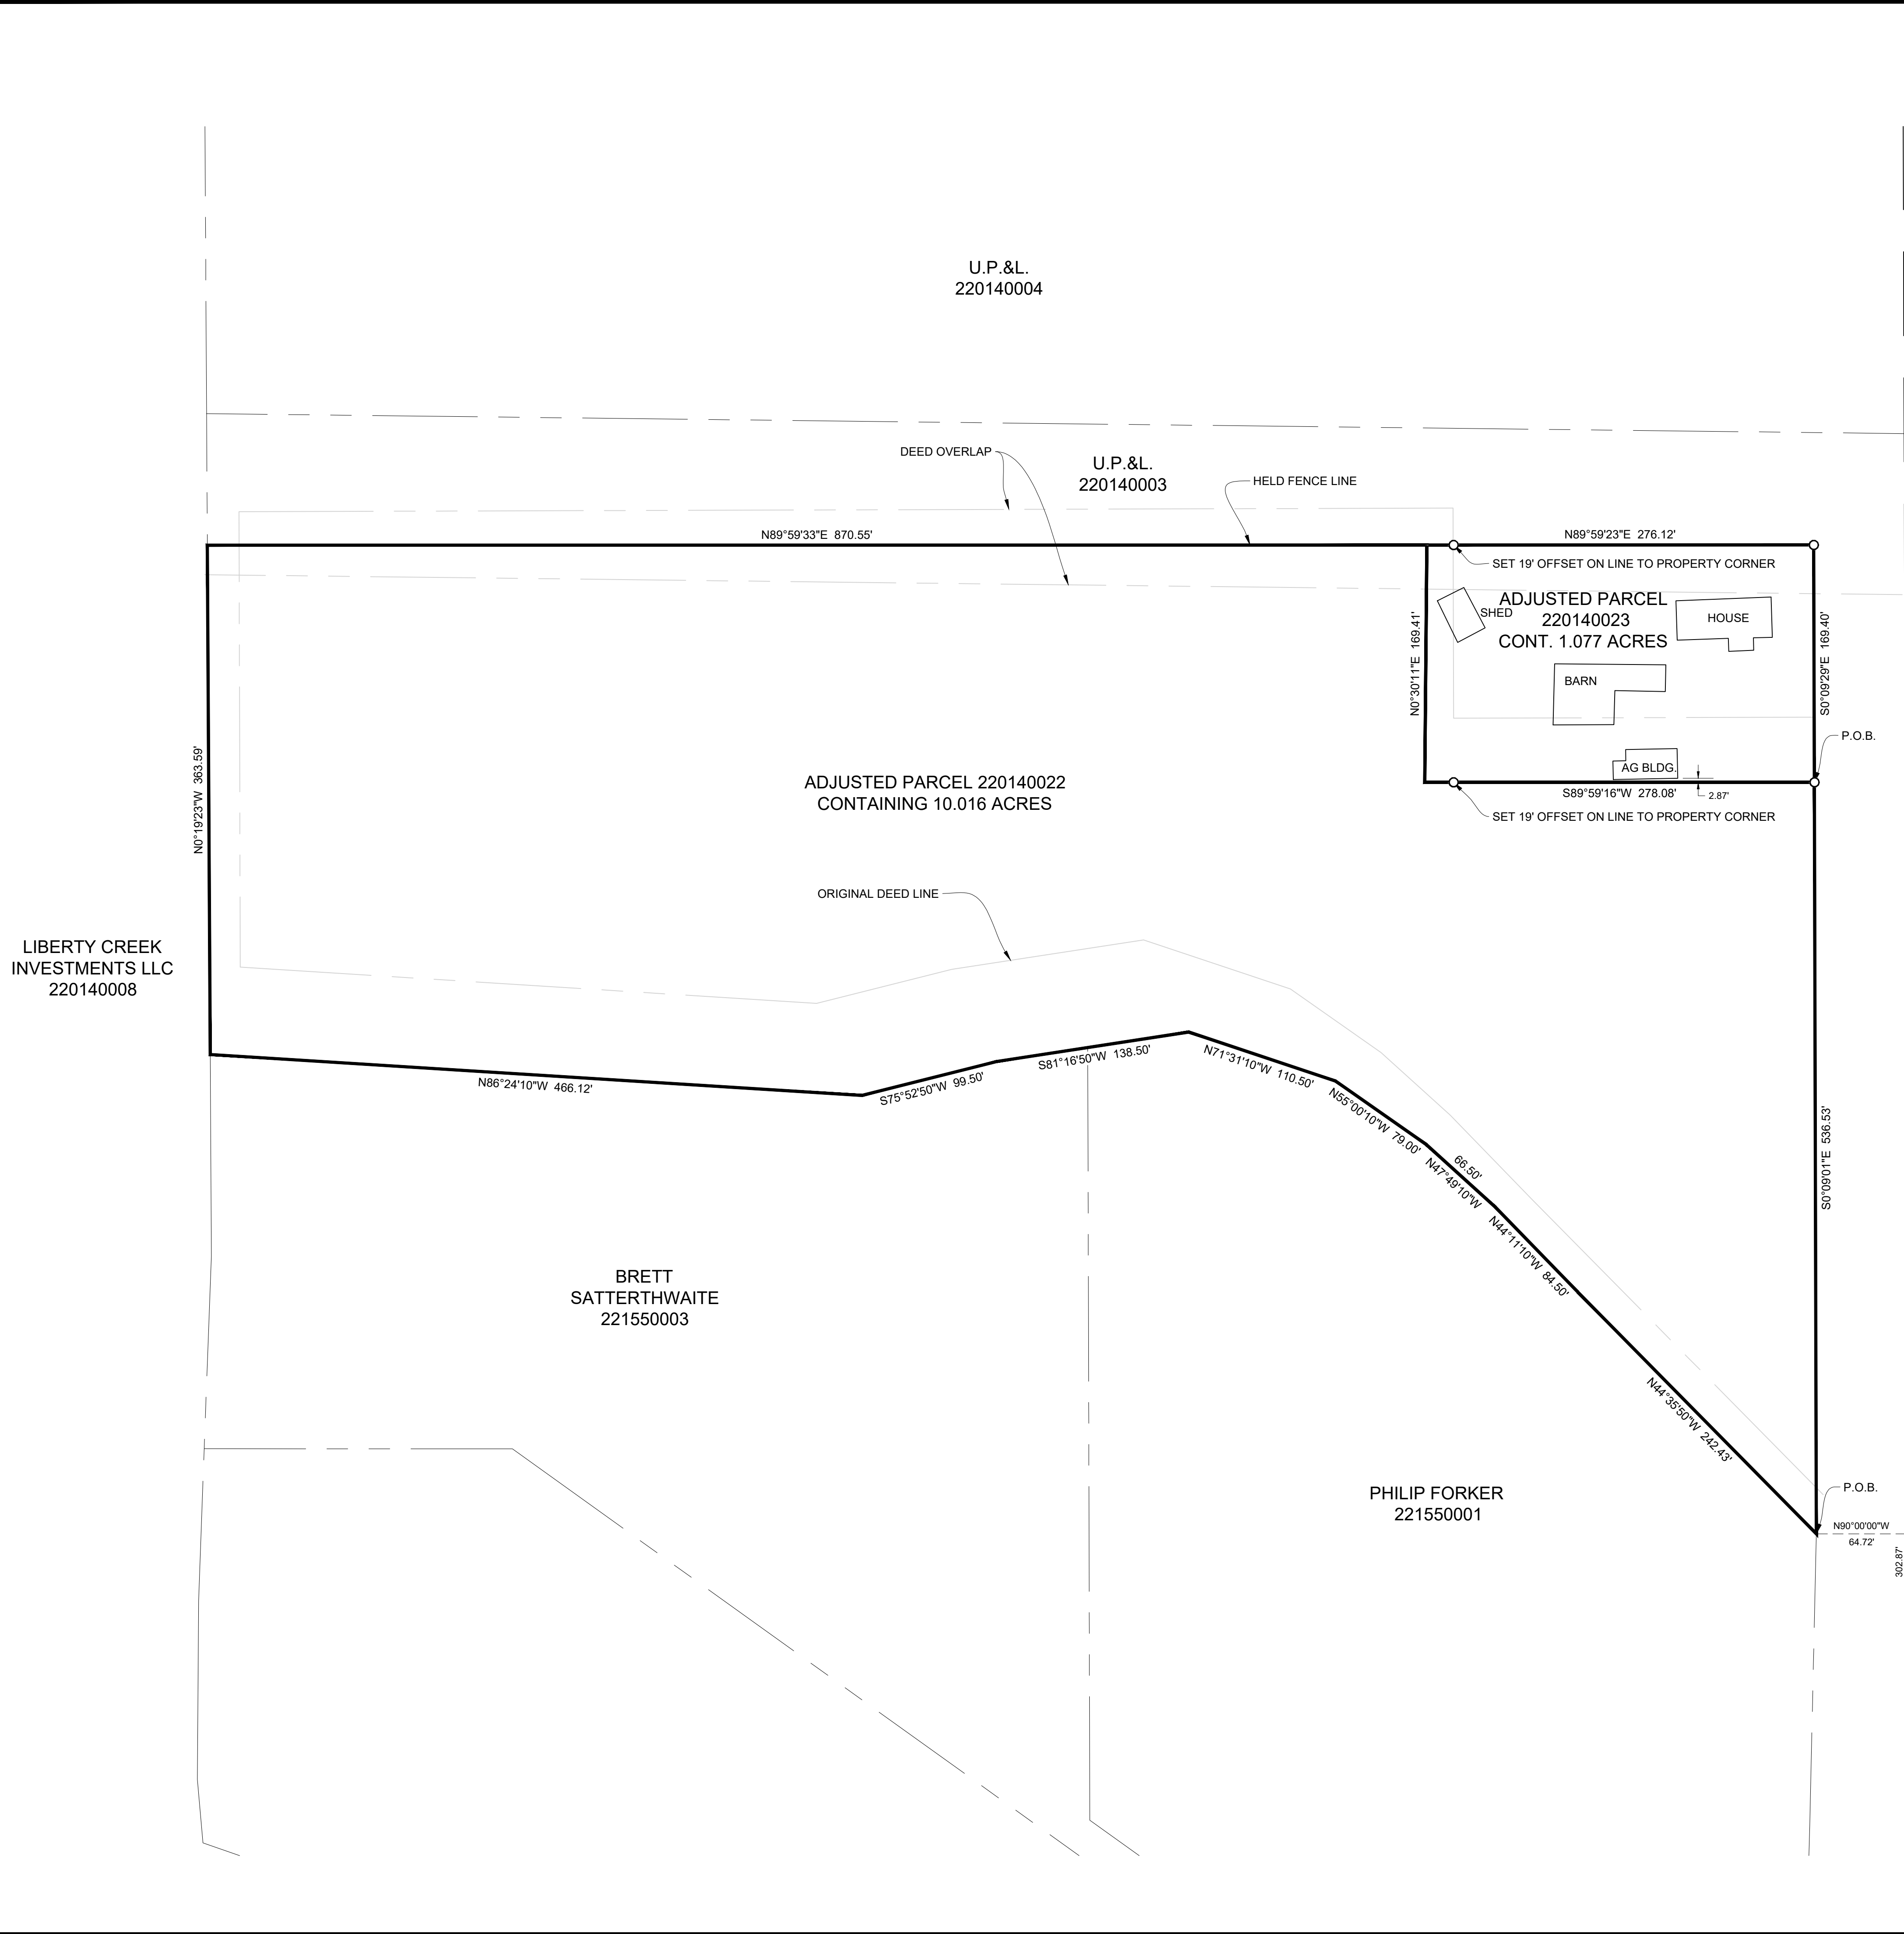 U.P.&L.
220140004
DEED OVERLAP
U.P.&L.
220140003
HELD FENCE LINE
N89°59'33"E 870.55'
N89°59'23"E 276.12'
SET 19' OFFSET ON LINE TO PROPERTY CORNER
ADJUSTED PARCEL
220140023
CONT. 1.077 ACRES
SHED
HOUSE
BARN
AG BLDG.
N0°30'11"E 169.41'
S0°09'29"E 169.40'
P.O.B.
S89°59'16"W 278.08'
2.87'
SET 19' OFFSET ON LINE TO PROPERTY CORNER
N0°19'23"W 363.59'
ADJUSTED PARCEL 220140022
CONTAINING 10.016 ACRES
ORIGINAL DEED LINE
LIBERTY CREEK
INVESTMENTS LLC
220140008
N86°24'10"W 466.12'
S75°52'50"W 99.50'
S81°16'50"W 138.50'
N71°31'10"W 110.50'
N55°00'10"W 79.00'
66.50'
N47°49'10"W
N44°11'10"W 84.50'
N44°35'50"W 242.43'
S0°09'01"E 536.53'
BRETT
SATTERTHWAITE
221550003
PHILIP FORKER
221550001
P.O.B.
N90°00'00"W
64.72'
302.87'